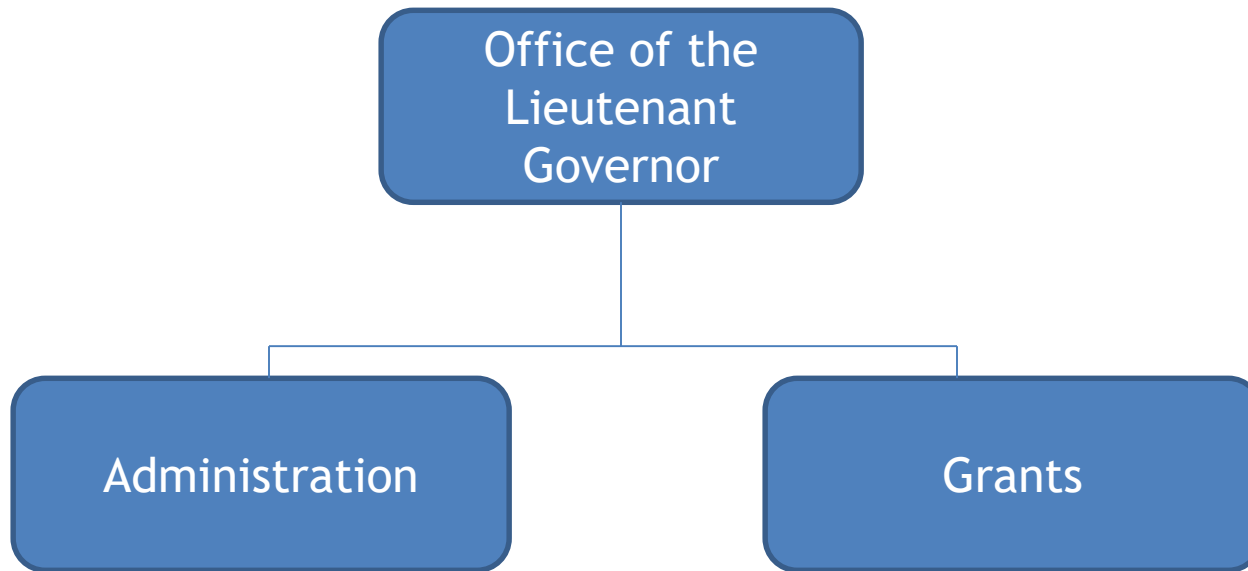 Office of the
Lieutenant
Governor
Administration
Grants